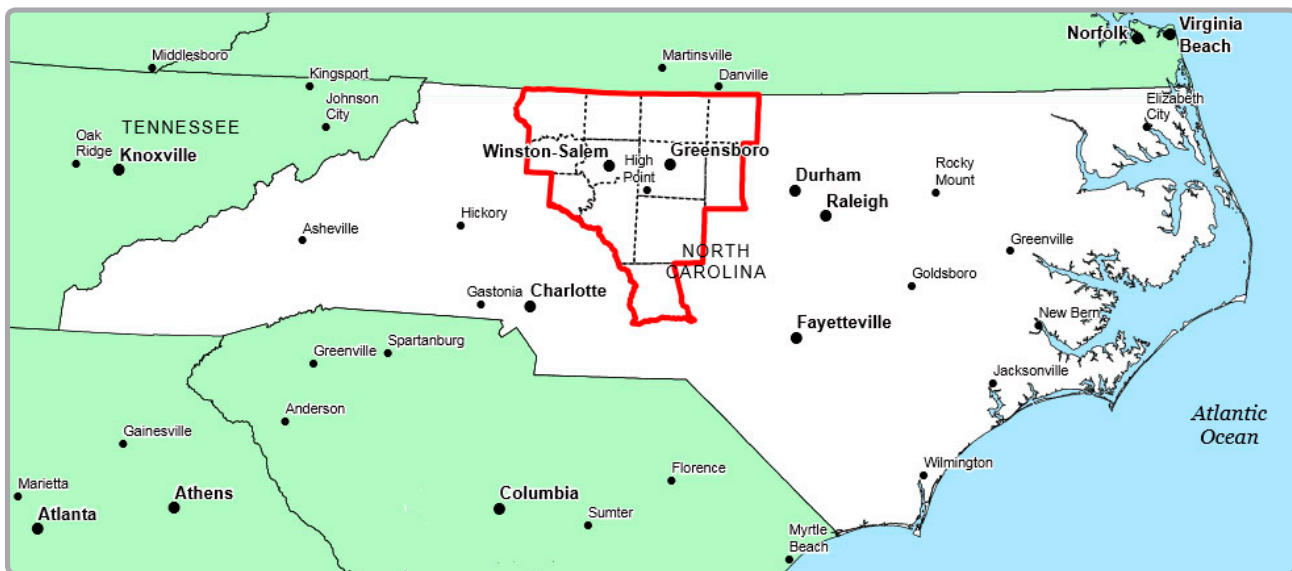 Norfolk
Virginia
Beach
Middlesboro
Martinsville
Kingsport
Danville
Johnson
City
Elizabeth
City
TENNESSEE
Oak
Ridge
Knoxville
Winston-Salem
High
Point
Greensboro
Durham
Rocky
Mount
Raleigh
Hickory
Asheville
NORTH
CAROLINA
Greenville
Goldsboro
Gastonia
Charlotte
New Bern
Fayetteville
Spartanburg
Greenville
Jacksonville
Anderson
Atlantic
Ocean
Gainesville
Florence
Wilmington
Marietta
Athens
Columbia
Atlanta
Sumter
Myrtle
Beach